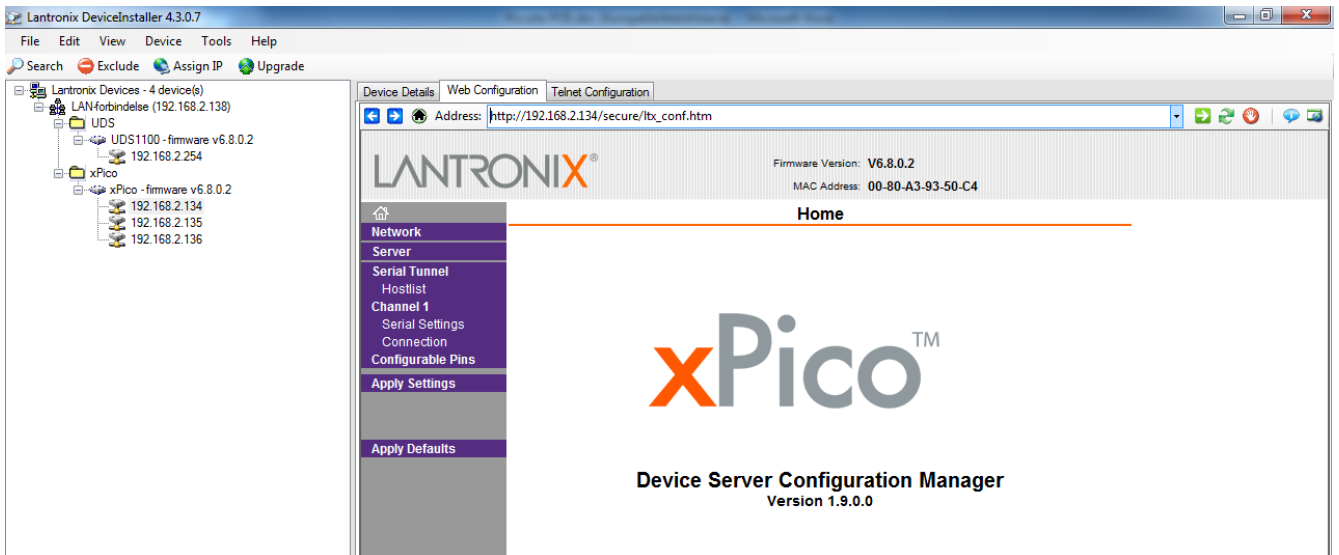 Lantronix DeviceInstaller 4.3.0.7
File Edit View Device Tools Help
Search Exclude Assign IP Upgrade
Lantronix Devices - 4 device(s)
LAN-forbindelse (192.168.2.138)
UDS
UDS1100 - firmware v6.8.0.2
192.168.2.254
xPico
xPico - firmware v6.8.0.2
192.168.2.134
192.168.2.135
192.168.2.136
Device Details Web Configuration Telnet Configuration
Address: http://192.168.2.134/secure/ltx_conf.htm
LANTRONIX®
Firmware Version: V6.8.0.2
MAC Address: 00-80-A3-93-50-C4
Home
Network
Server
Serial Tunnel
Hostlist
Channel 1
Serial Settings
Connection
Configurable Pins
Apply Settings
Apply Defaults
xPico™
Device Server Configuration Manager
Version 1.9.0.0